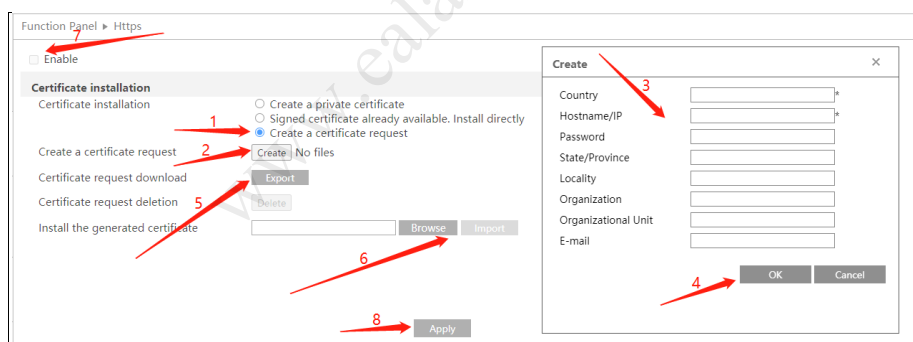 Function Panel ▸ Https
7
Enable
Certificate installation
Certificate installation
Create a private certificate
Signed certificate already available. Install directly
1
Create a certificate request
Create a certificate request
2
Create No files
Certificate request download
Export
Certificate request deletion
5
Delete
Install the generated certificate
Browse
Import
6
8
Apply
Create
×
3
Country
*
Hostname/IP
*
Password
State/Province
Locality
Organization
Organizational Unit
E-mail
4
OK
Cancel